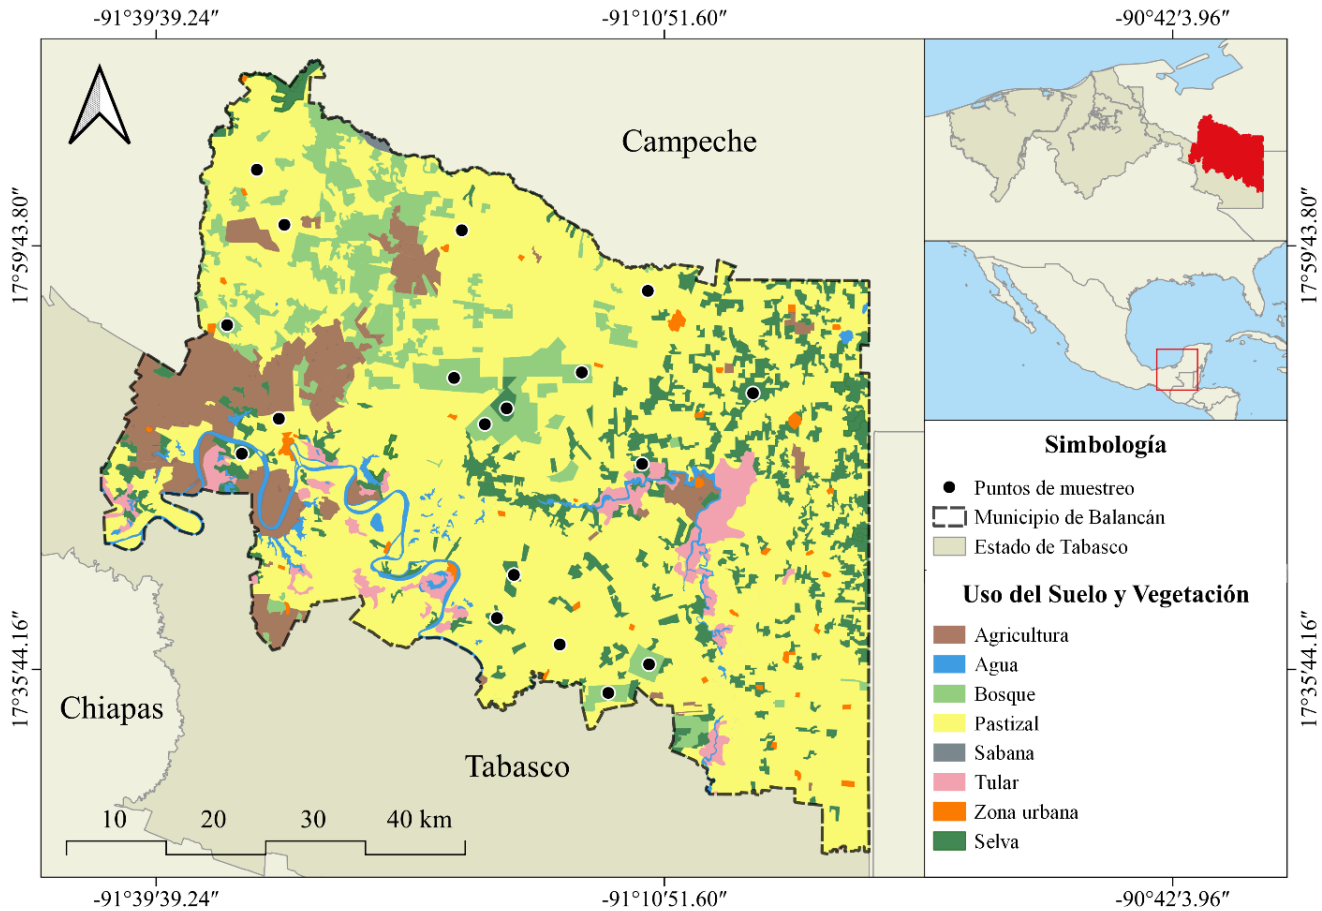 -91°39′39.24″
-91°10′51.60″
-90°42′3.96″
17°59′43.80″
17°59′43.80″
Campeche
Simbología
Puntos de muestreo
Municipio de Balancán
Estado de Tabasco
Uso del Suelo y Vegetación
Agricultura
Agua
Bosque
Pastizal
Sabana
Tular
Zona urbana
Selva
17°35′44.16″
17°35′44.16″
Chiapas
Tabasco
10 20 30 40 km
-91°39′39.24″
-91°10′51.60″
-90°42′3.96″